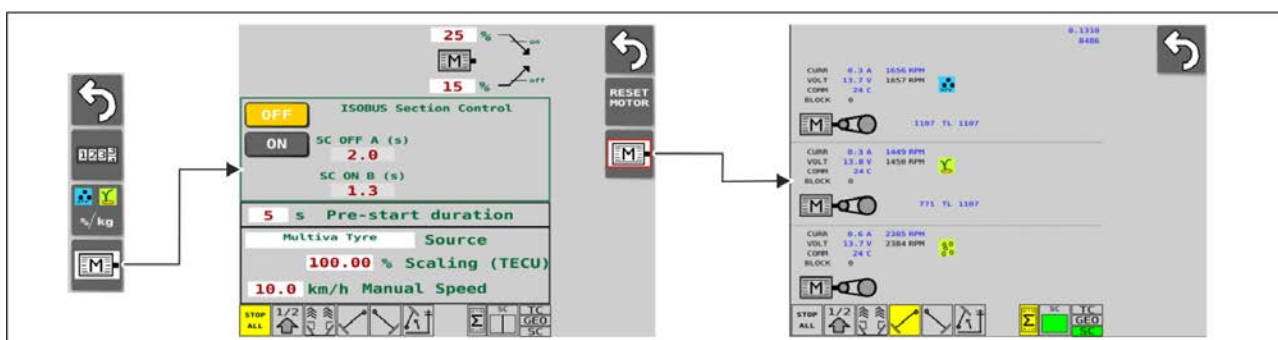 %/kg
M
25 %
on
M
15 %
off
OFF
ISOBUS Section Control
ON
SC OFF A (s)
2.0
SC ON B (s)
1.3
5 s Pre-start duration
Multiva Tyre Source
100.00 % Scaling (TECU)
10.0 km/h Manual Speed
STOP ALL
1/2
Σ
SC
TC
GEO
SC
RESET
MOTOR
M
0.1310
8486
CURR 0.3 A 1656 RPM
VOLT 13.7 V 1657 RPM
COMM 24 C
BLOCK 0
M
1107 TL 1107
CURR 0.3 A 1449 RPM
VOLT 13.8 V 1450 RPM
COMM 24 C
BLOCK 0
M
771 TL 1107
CURR 0.6 A 2385 RPM
VOLT 13.7 V 2384 RPM
COMM 24 C
BLOCK 0
M
STOP ALL
1/2
Σ
SC
TC
GEO
SC